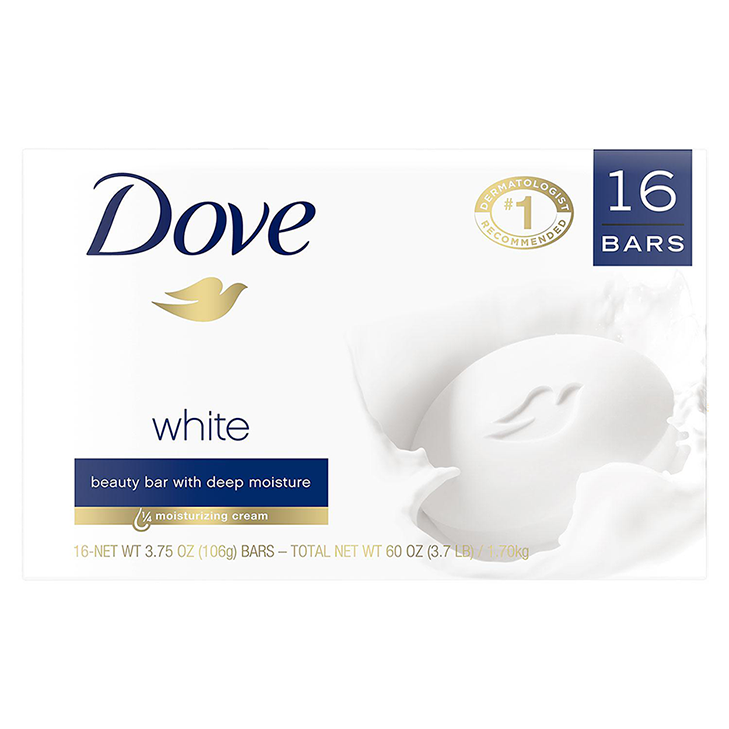 Dove
DERMATOLOGIST
#1
RECOMMENDED
16
BARS
white
beauty bar with deep moisture
¼ moisturizing cream
16-NET WT 3.75 OZ (106g) BARS – TOTAL NET WT 60 OZ (3.7 LB) / 1.70kg